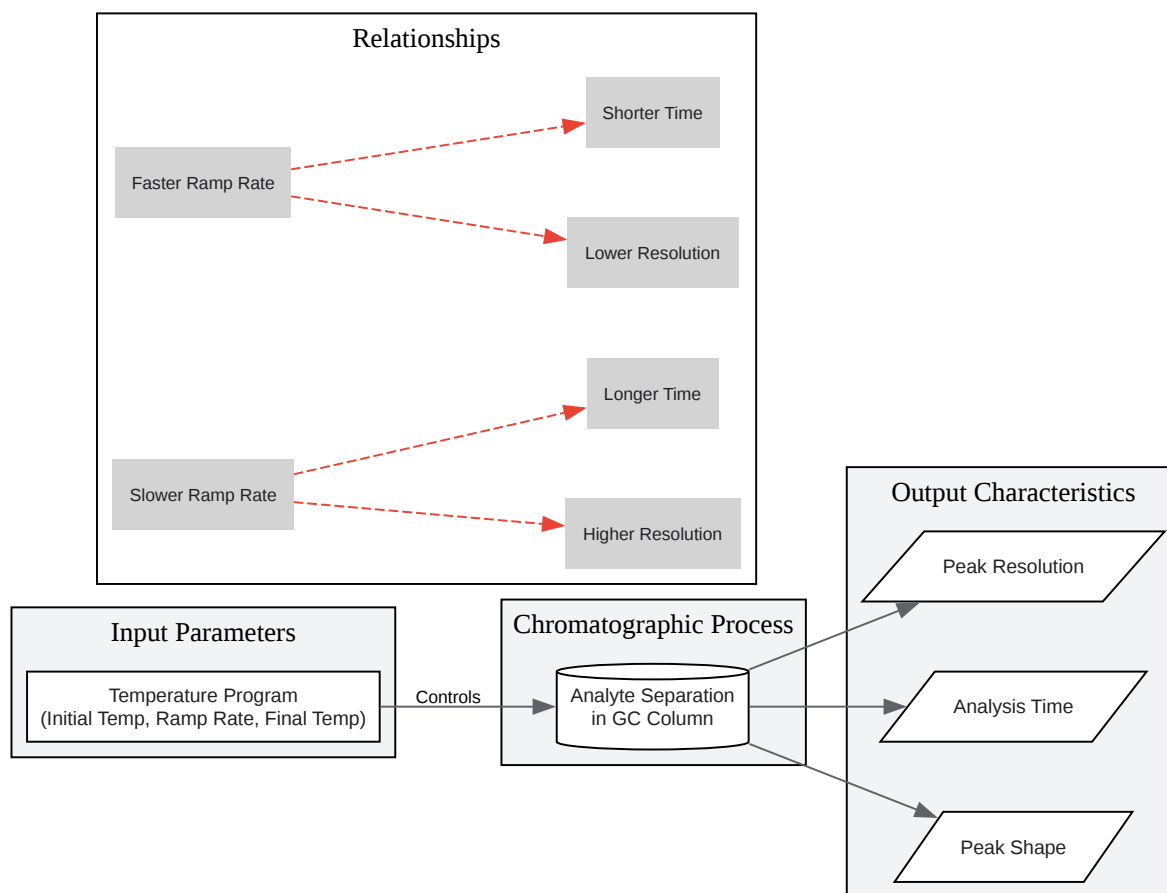 Relationships
Shorter Time
Faster Ramp Rate
Lower Resolution
Longer Time
Slower Ramp Rate
Higher Resolution
Output Characteristics
Peak Resolution
Input Parameters
Chromatographic Process
Temperature Program
(Initial Temp, Ramp Rate, Final Temp)
Controls
Analyte Separation
in GC Column
Analysis Time
Peak Shape